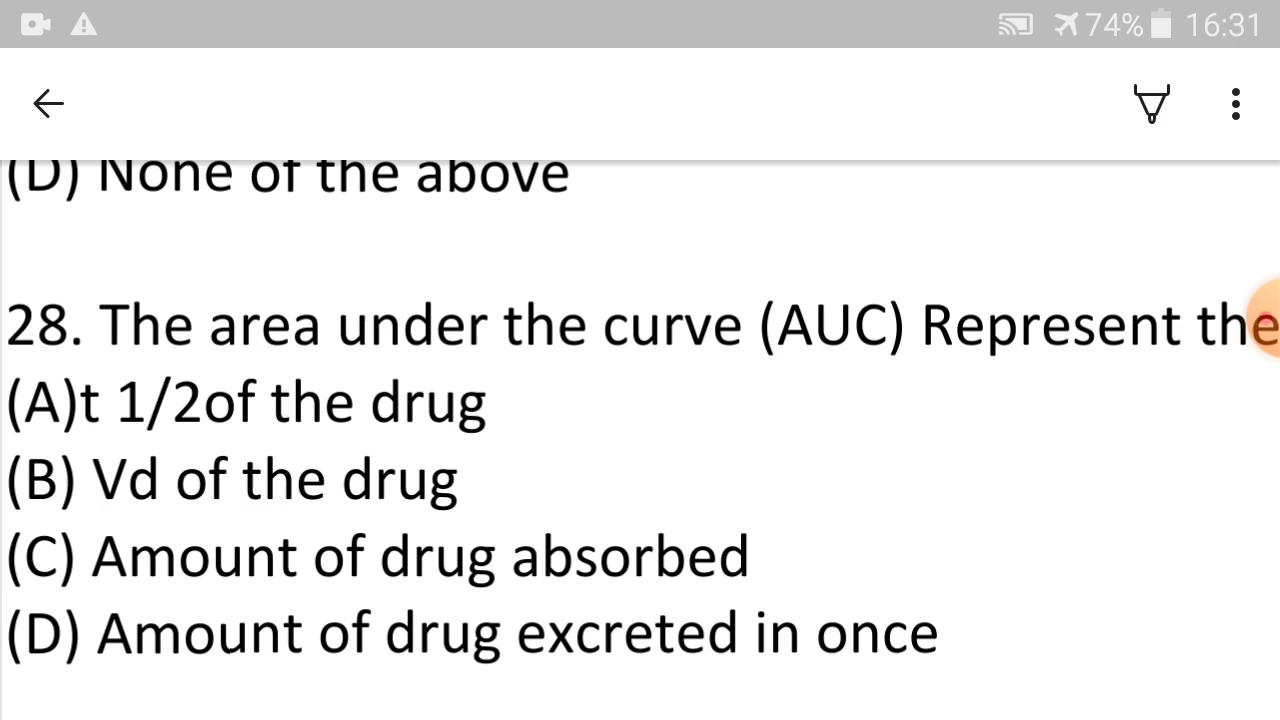 74% 16:31
(D) None of the above
28. The area under the curve (AUC) Represent the
(A)t 1/2of the drug
(B) Vd of the drug
(C) Amount of drug absorbed
(D) Amount of drug excreted in once